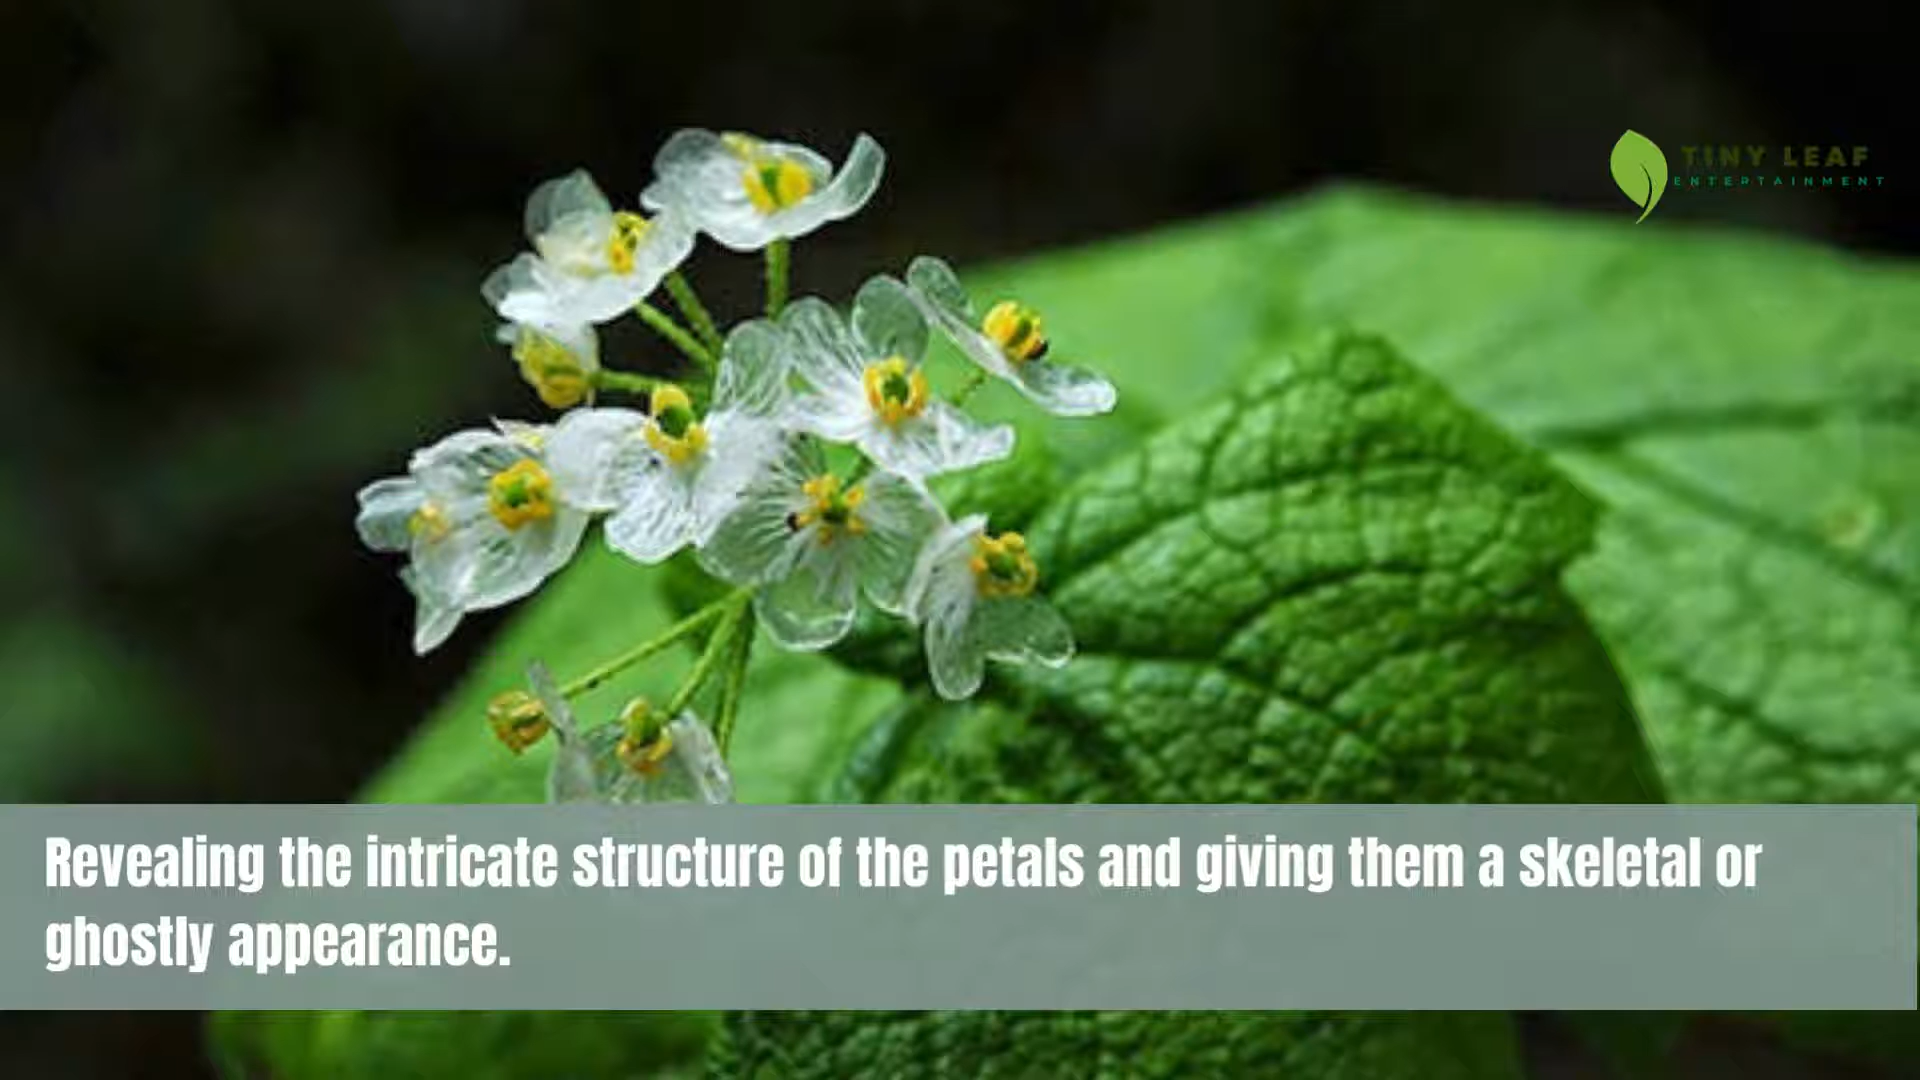 TINY LEAF
ENTERTAINMENT
Revealing the intricate structure of the petals and giving them a skeletal or
ghostly appearance.